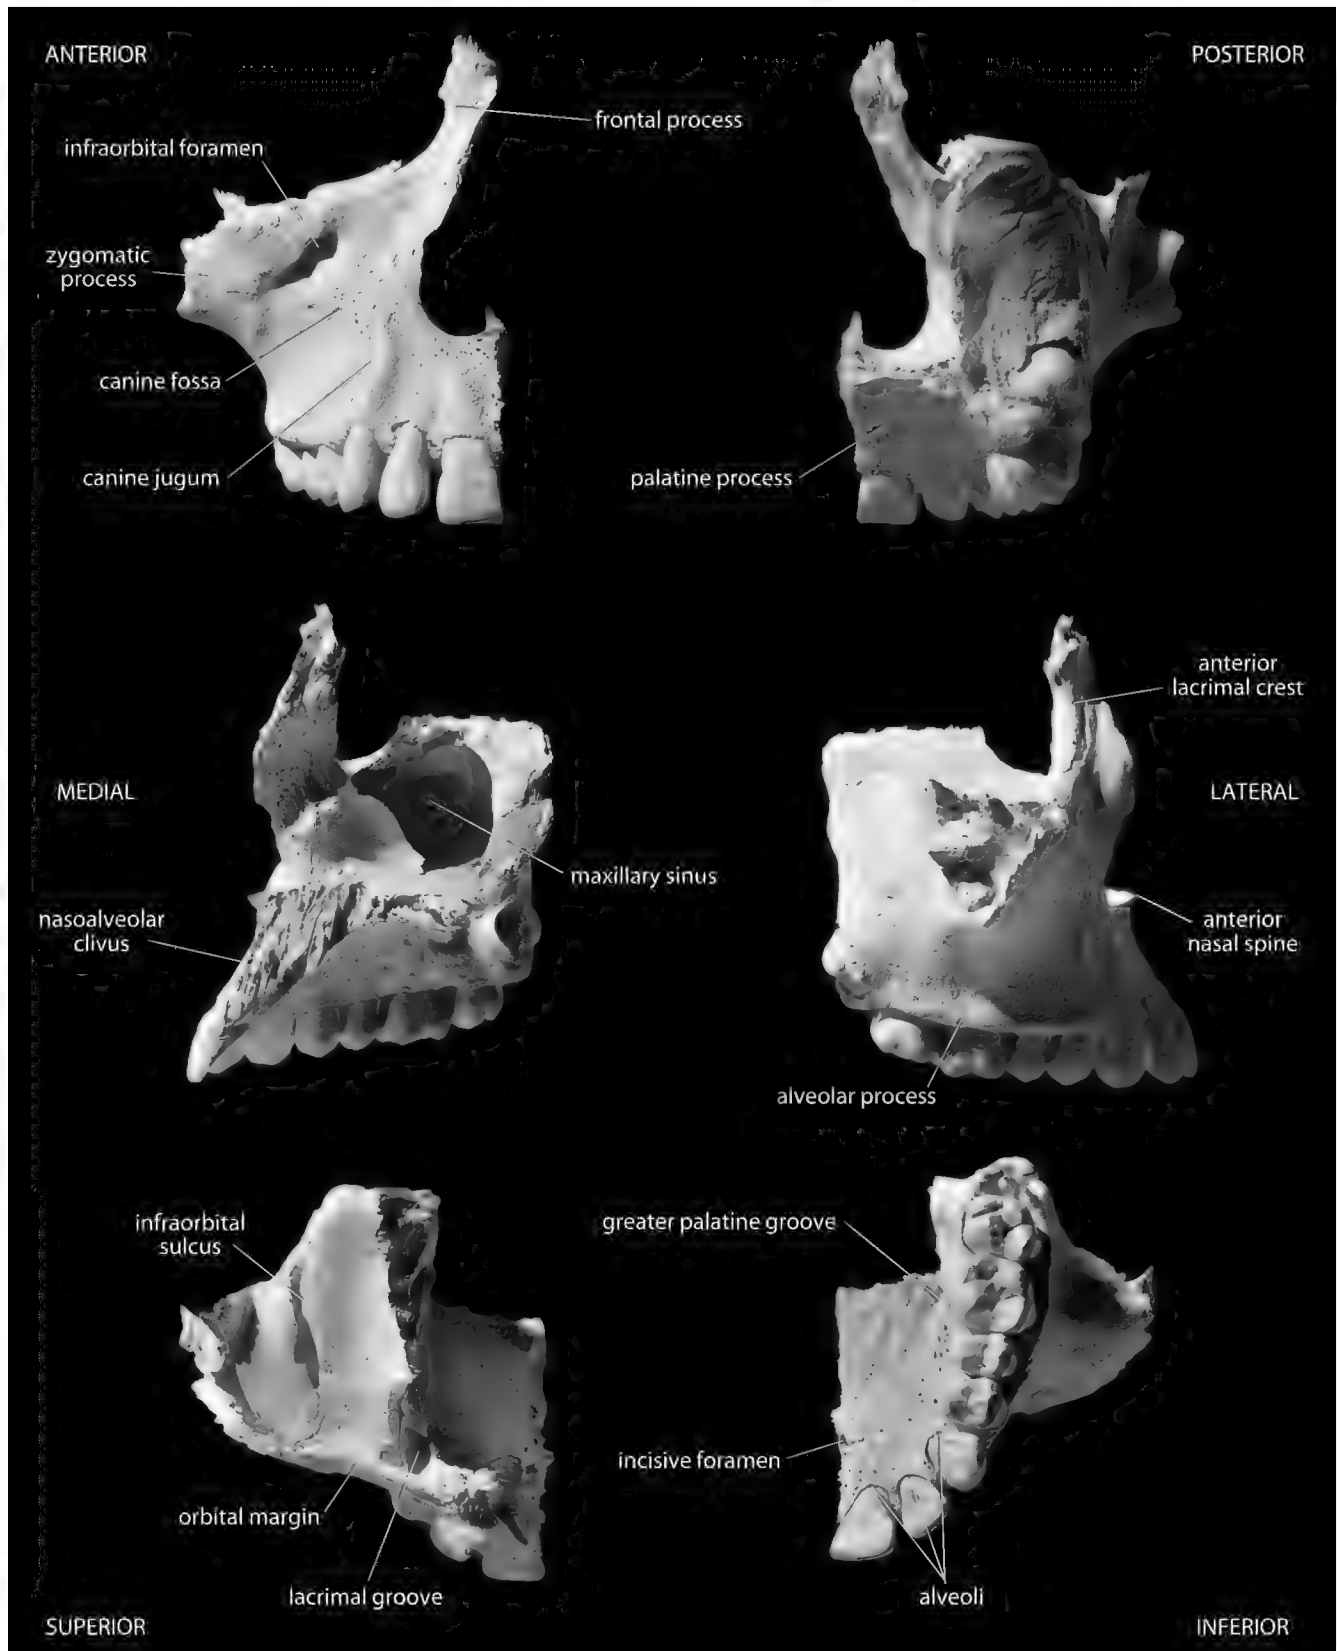 ANTERIOR
POSTERIOR
frontal process
infraorbital foramen
zygomatic
process
canine fossa
canine jugum
palatine process
anterior
lacrimal crest
MEDIAL
LATERAL
maxillary sinus
nasoalveolar
clivus
anterior
nasal spine
alveolar process
infraorbital
sulcus
greater palatine groove
incisive foramen
orbital margin
lacrimal groove
alveoli
SUPERIOR
INFERIOR